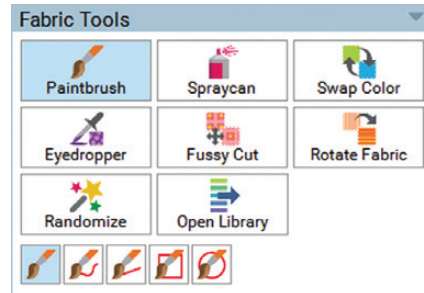 Fabric Tools
Paintbrush Spraycan Swap Color
Eyedropper Fussy Cut Rotate Fabric
Randomize Open Library